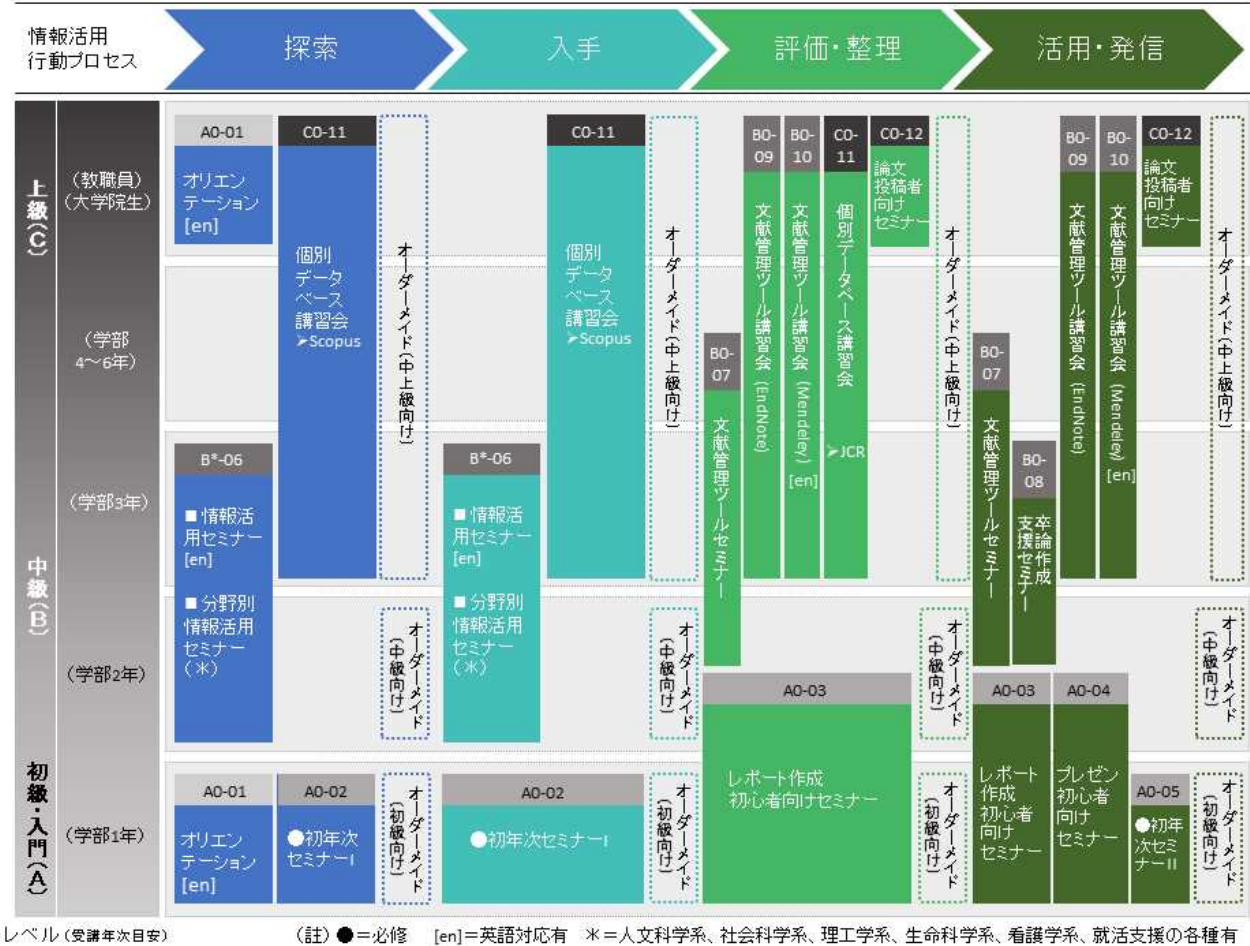 情報活用
行動プロセス
探索
入手
評価・整理
活用・発信
上級(C)
(教職員)
(大学院生)
(学部
4~6年)
中級(B)
(学部3年)
(学部2年)
初級・入門(A)
(学部1年)
A0-01
オリエン
テーション
[en]
C0-11
個別
データ
ベース
講習会
➤Scopus
オーダーメイド(中上級向け)
B*-06
■情報活
用セミナー
[en]
■分野別
情報活用
セミナー
(*)
オーダーメイド
(中級向け)
A0-01
オリエン
テーション
[en]
A0-02
●初年次
セミナーI
オーダーメイド
(初級向け)
C0-11
個別
データ
ベース
講習会
➤Scopus
オーダーメイド(中上級向け)
B*-06
■情報活
用セミナー
[en]
■分野別
情報活用
セミナー
(*)
オーダーメイド
(中級向け)
A0-02
●初年次セミナーI
オーダーメイド
(初級向け)
B0-
07
文献管理ツールセミナー
B0-
09
文献管理ツール講習会(EndNote)
B0-
10
文献管理ツール講習会(Mendeley)
[en]
C0-
11
個別データベース講習会
➤JCR
C0-12
論文
投稿者
向け
セミナー
オーダーメイド(中上級向け)
オーダーメイド
(中級向け)
A0-03
レポート作成
初心者向けセミナー
オーダーメイド
(初級向け)
B0-
07
文献管理ツールセミナー
B0-
08
卒論作成
支援セミナー
B0-
09
文献管理ツール講習会(EndNote)
B0-
10
文献管理ツール講習会(Mendeley)
[en]
C0-12
論文
投稿者
向け
セミナー
オーダーメイド(中上級向け)
オーダーメイド
(中級向け)
A0-03
レポート
作成
初心者
向け
セミナー
A0-04
プレゼン
初心者
向け
セミナー
A0-05
●初年
次セミ
ナーII
オーダーメイド
(初級向け)
レベル(受講年次目安)
(註)●=必修 [en]=英語対応有 *=人文科学系、社会科学系、理工学系、生命科学系、看護学系、就活支援の各種有